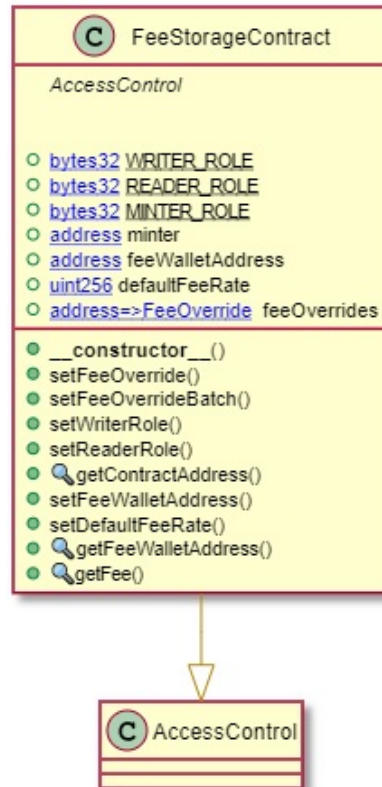 C FeeStorageContract
AccessControl
bytes32 WRITER_ROLE
bytes32 READER_ROLE
bytes32 MINTER_ROLE
address minter
address feeWalletAddress
uint256 defaultFeeRate
address=>FeeOverride feeOverrides
__constructor__()
setFeeOverride()
setFeeOverrideBatch()
setWriterRole()
setReaderRole()
getContractAddress()
setFeeWalletAddress()
setDefaultFeeRate()
getFeeWalletAddress()
getFee()
C AccessControl